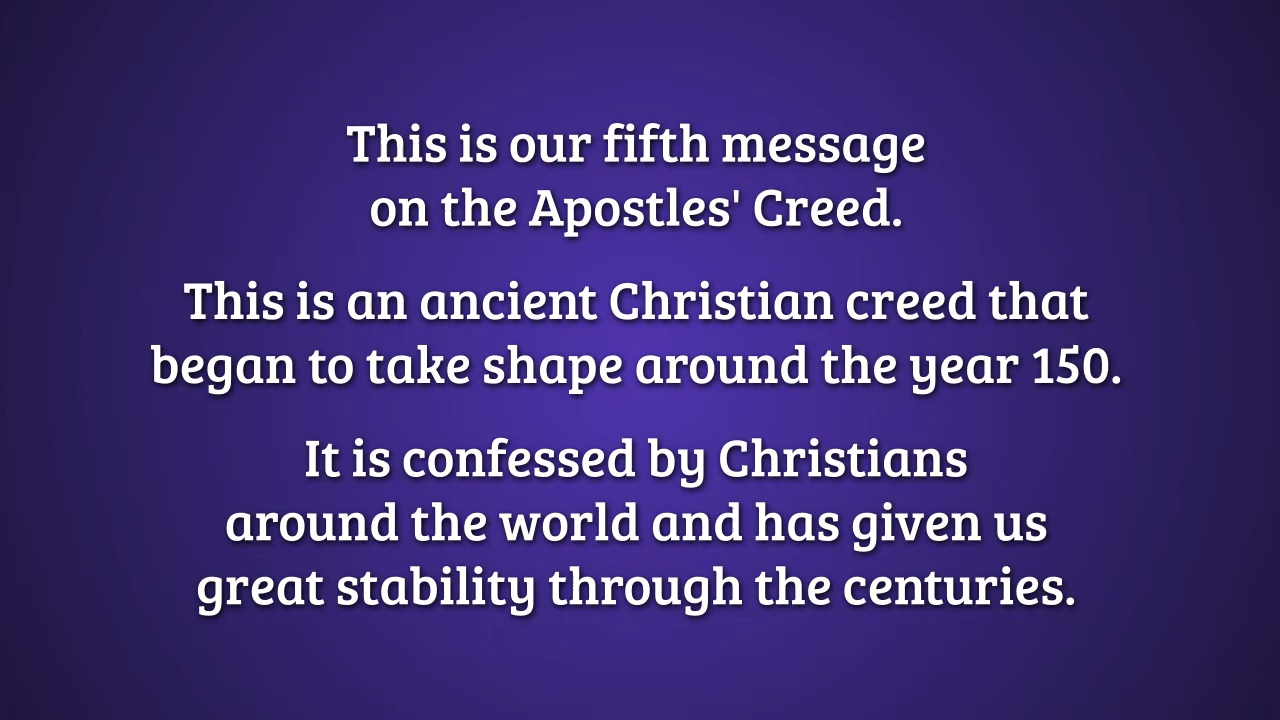 This is our fifth message
on the Apostles' Creed.
This is an ancient Christian creed that
began to take shape around the year 150.
It is confessed by Christians
around the world and has given us
great stability through the centuries.